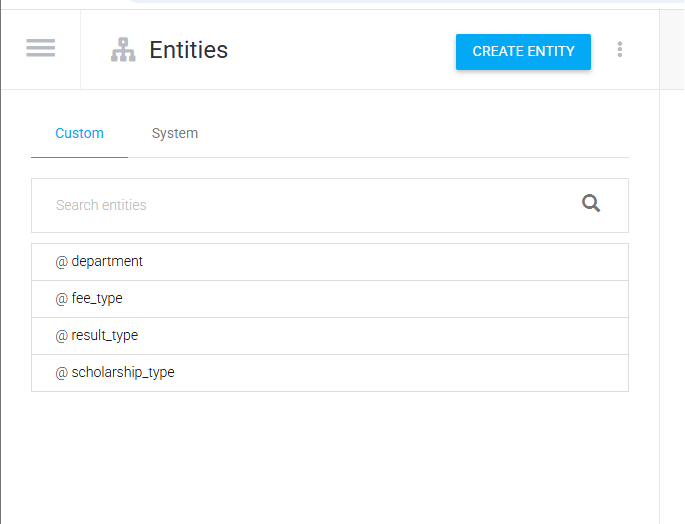 Entities
CREATE ENTITY
Custom System
Search entities
@ department
@ fee_type
@ result_type
@ scholarship_type